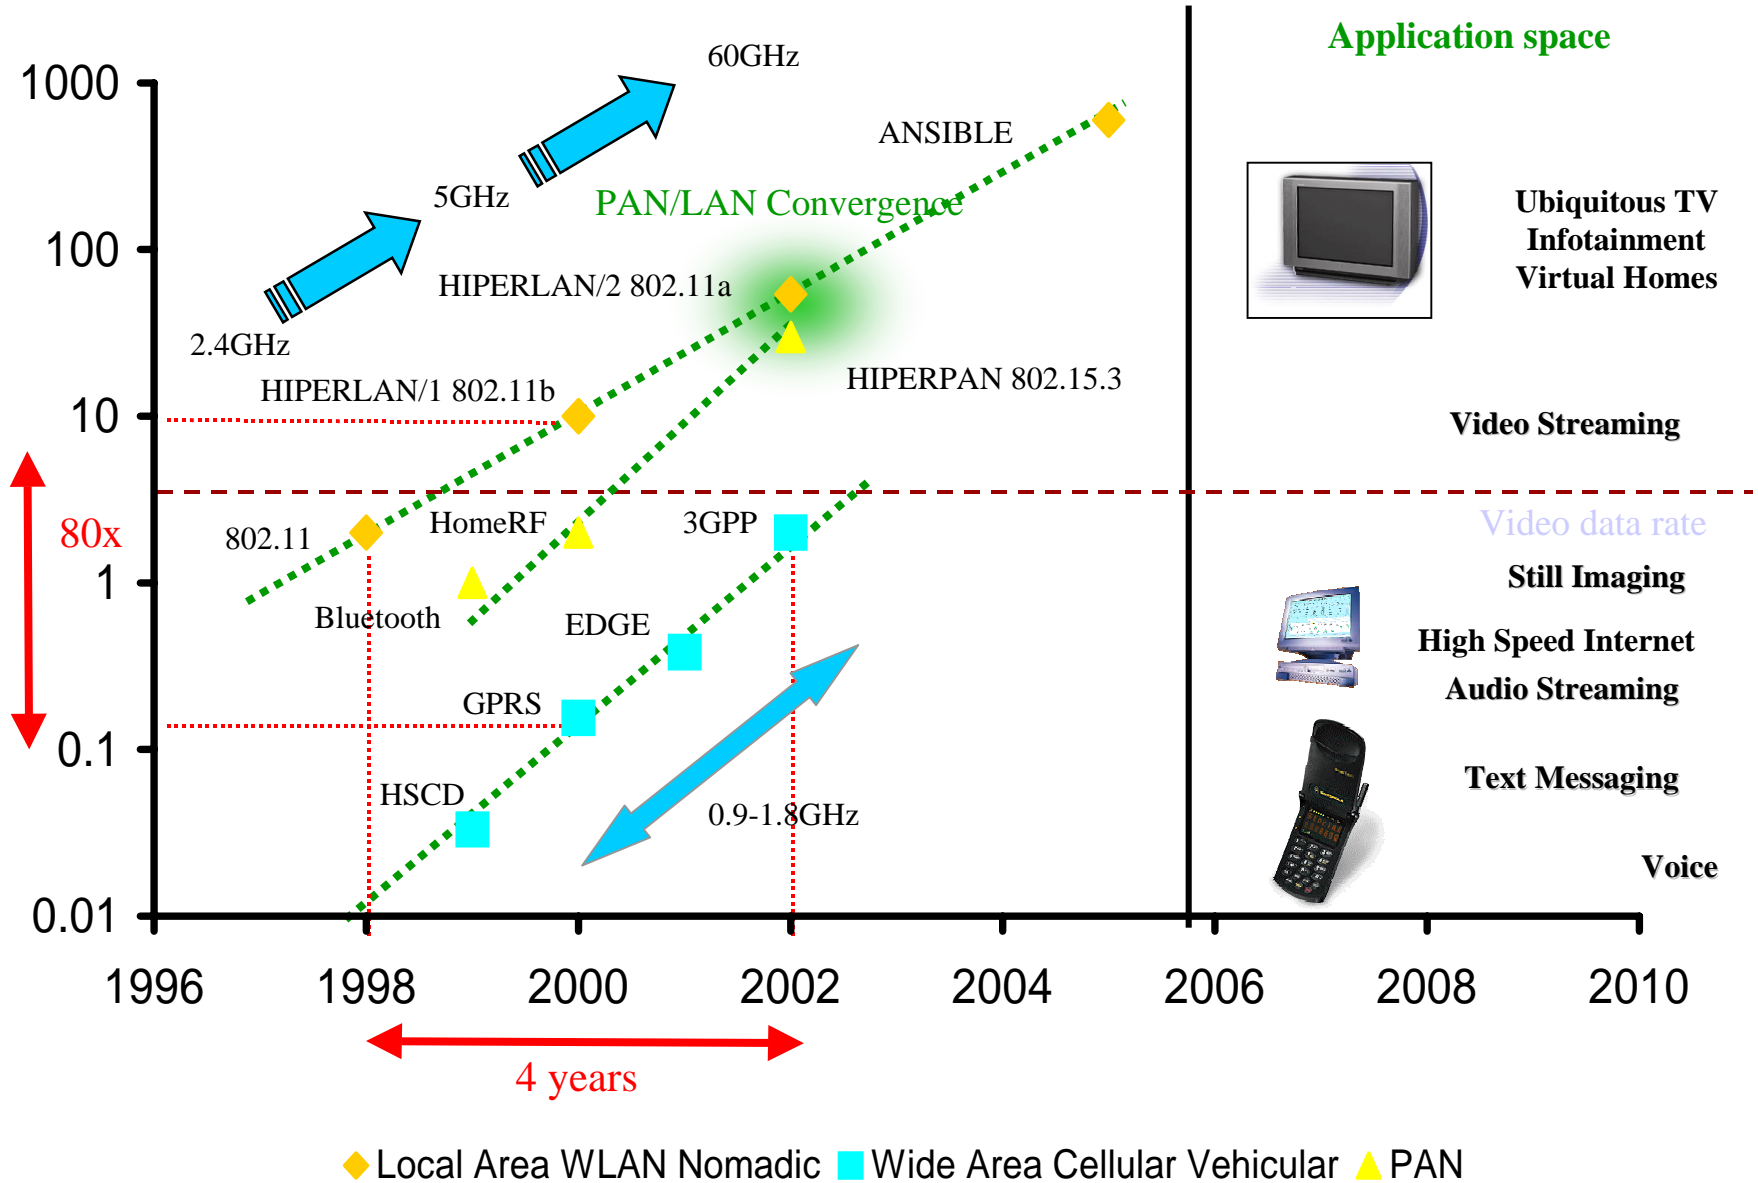 Application space
60GHz
1000
ANSIBLE
5GHz
PAN/LAN Convergence
Ubiquitous TV
Infotainment
Virtual Homes
100
HIPERLAN/2 802.11a
2.4GHz
HIPERLAN/1 802.11b
HIPERPAN 802.15.3
10
Video Streaming
80x
802.11
HomeRF
3GPP
Video data rate
1
Still Imaging
Bluetooth
EDGE
High Speed Internet
GPRS
Audio Streaming
0.1
Text Messaging
HSCD
0.9-1.8GHz
Voice
0.01
1996 1998 2000 2002 2004 2006 2008 2010
4 years
Local Area WLAN Nomadic Wide Area Cellular Vehicular PAN